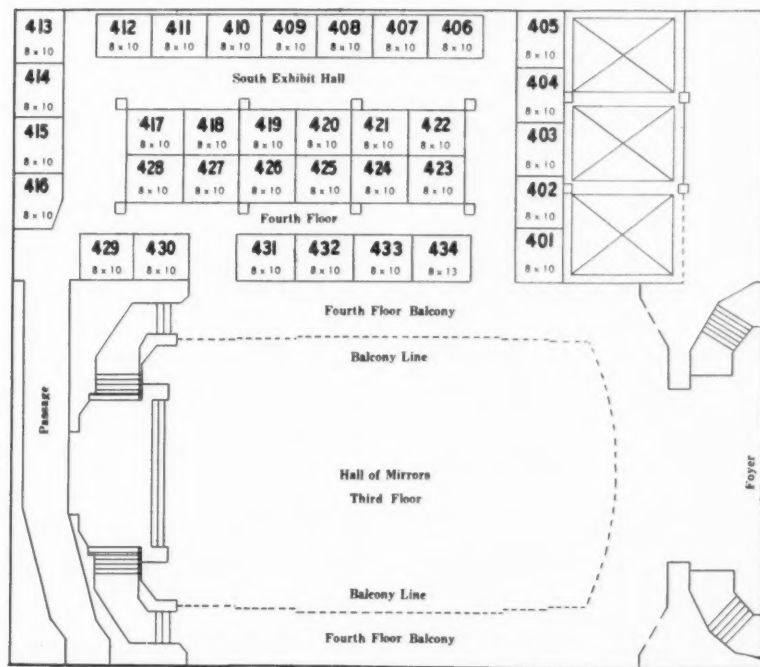 413 412 411 410 409 408 407 406 405
8 x 10 8 x 10 8 x 10 8 x 10 8 x 10 8 x 10 8 x 10 8 x 10 8 x 10
414 South Exhibit Hall 404
8 x 10 8 x 10
415 417 418 419 420 421 422 403
8 x 10 8 x 10 8 x 10 8 x 10 8 x 10 8 x 10 8 x 10 8 x 10
416 428 427 426 425 424 423 402
8 x 10 8 x 10 8 x 10 8 x 10 8 x 10 8 x 10 8 x 10 8 x 10
Fourth Floor
429 430 431 432 433 434 401
8 x 10 8 x 10 8 x 10 8 x 10 8 x 10 8 x 13 8 x 10
Fourth Floor Balcony
Balcony Line
Passage
Hall of Mirrors
Third Floor
Foyer
Balcony Line
Fourth Floor Balcony